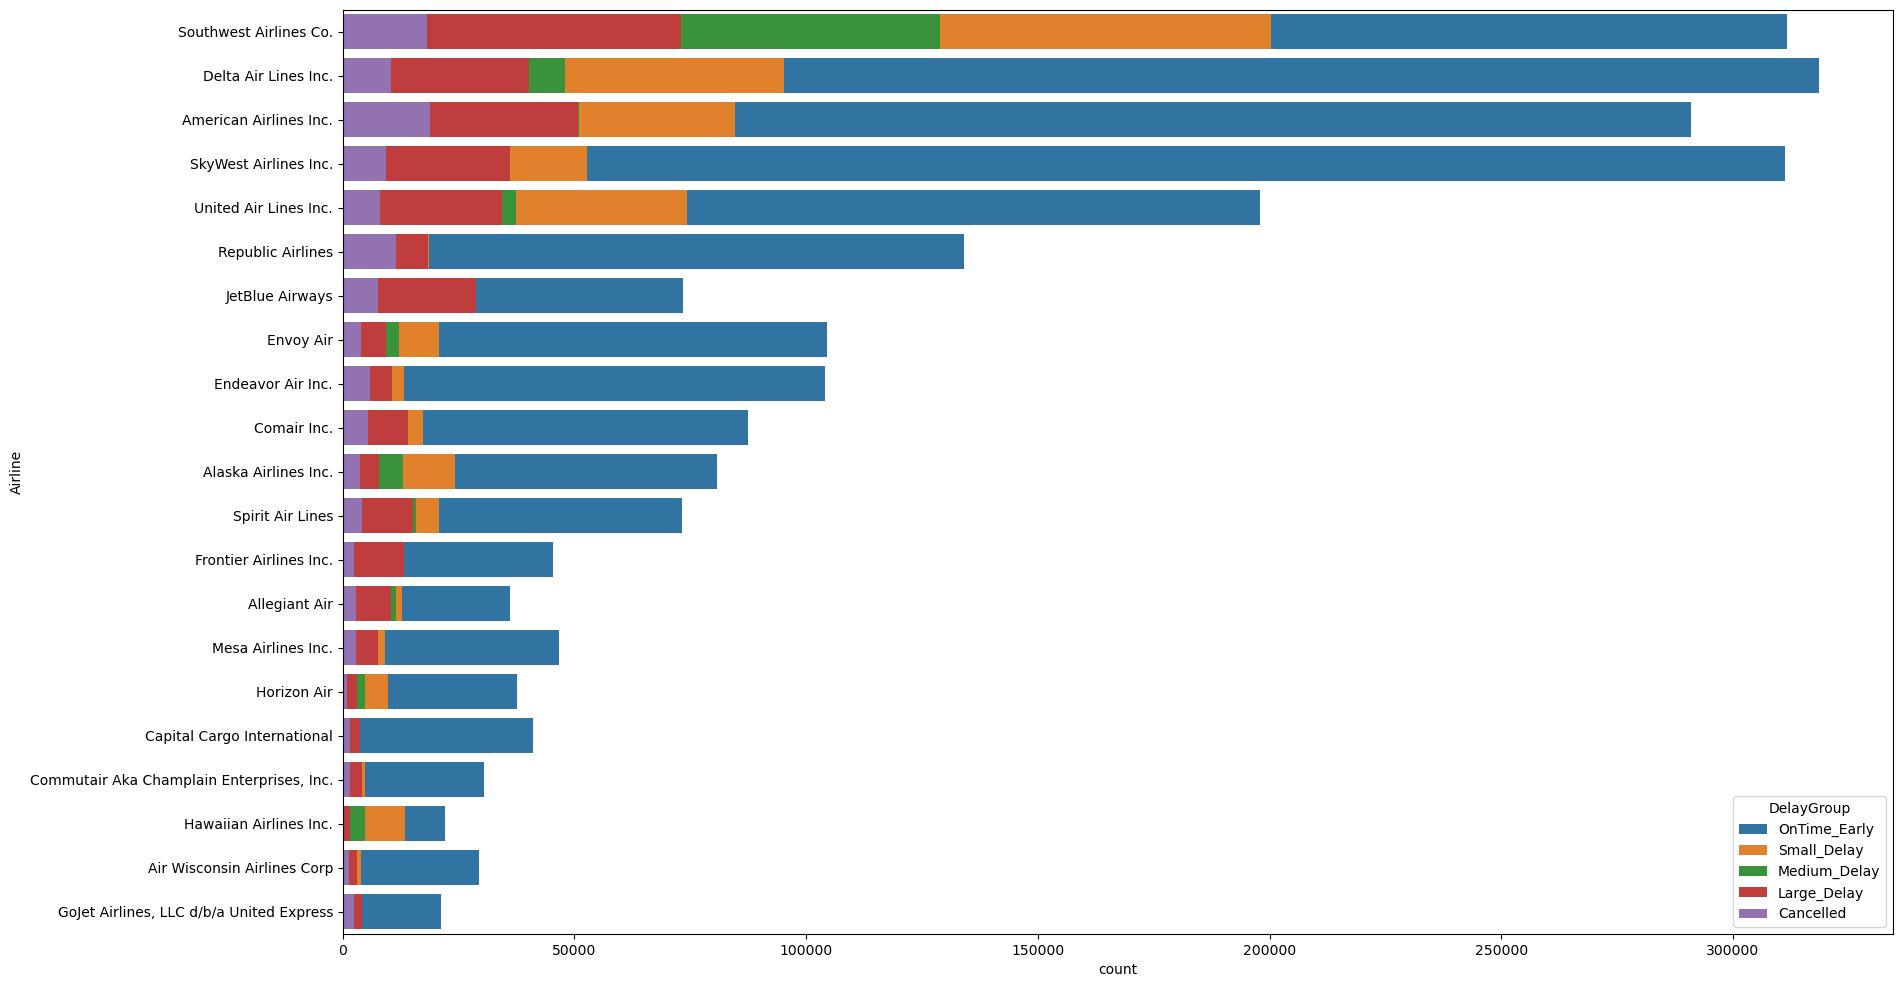 Southwest Airlines Co.
Delta Air Lines Inc.
American Airlines Inc.
SkyWest Airlines Inc.
United Air Lines Inc.
Republic Airlines
JetBlue Airways
Envoy Air
Endeavor Air Inc.
Comair Inc.
Alaska Airlines Inc.
Spirit Air Lines
Frontier Airlines Inc.
Allegiant Air
Mesa Airlines Inc.
Horizon Air
Capital Cargo International
Commutair Aka Champlain Enterprises, Inc.
Hawaiian Airlines Inc.
Air Wisconsin Airlines Corp
GoJet Airlines, LLC d/b/a United Express
Airline
0 50000 100000 150000 200000 250000 300000
count
DelayGroup
OnTime_Early
Small_Delay
Medium_Delay
Large_Delay
Cancelled